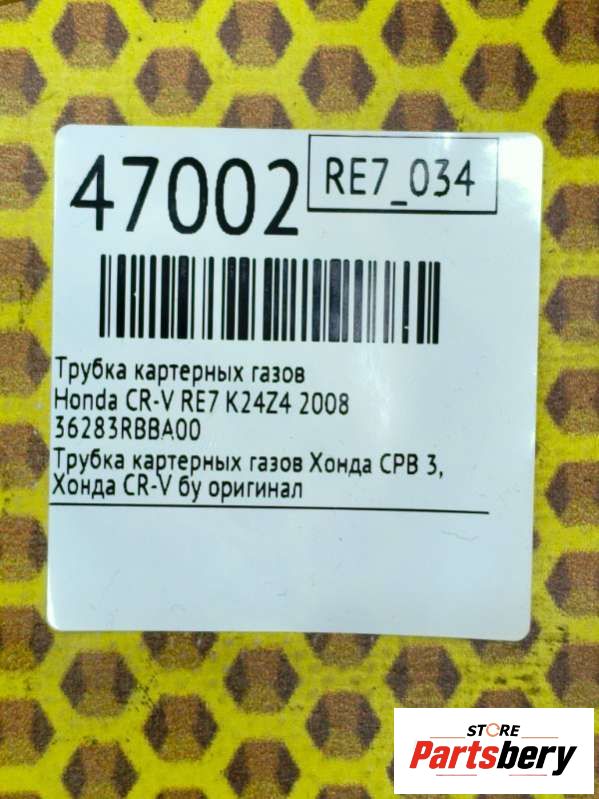 47002
RE7_034
Трубка картерных газов
Honda CR-V RE7 K24Z4 2008
36283RBBA00
Трубка картерных газов Хонда СРВ 3,
Хонда CR-V бу оригинал
STORE
Partsbery